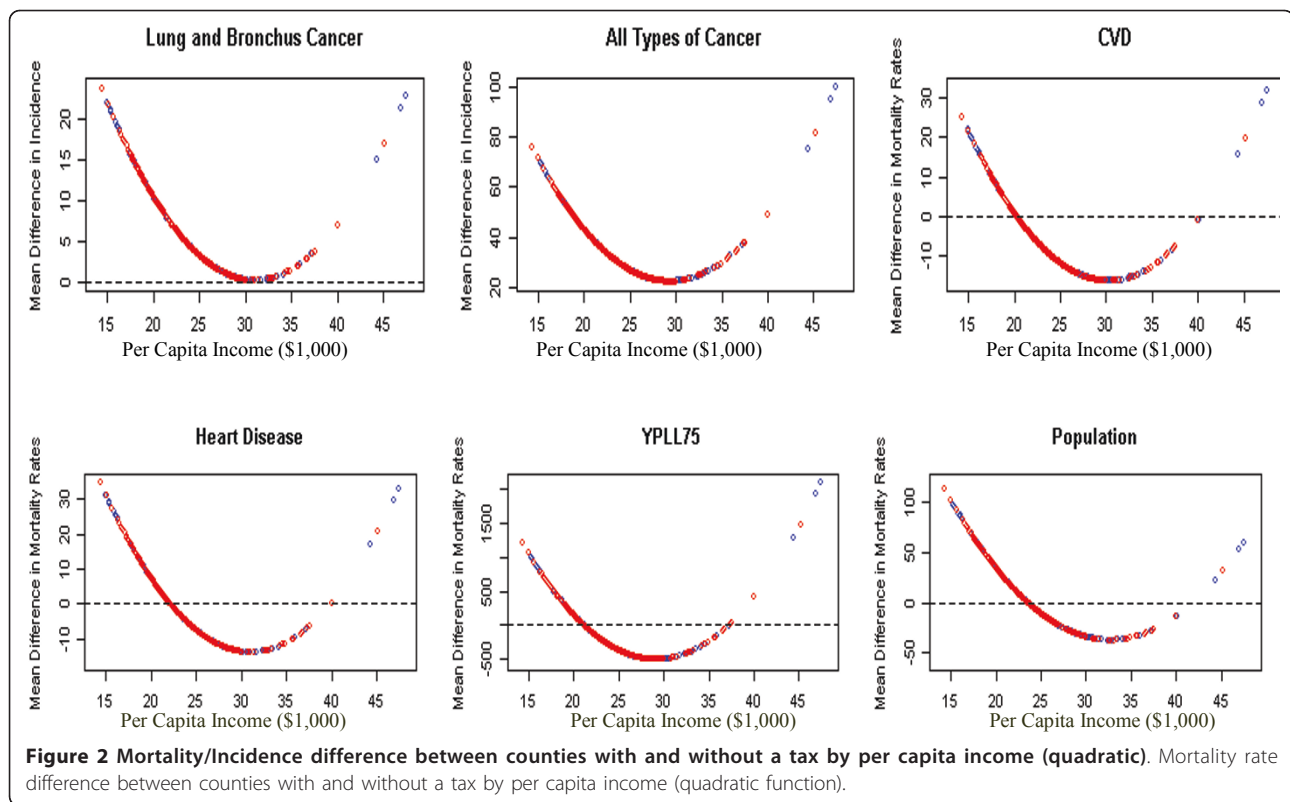 Lung and Bronchus Cancer
Mean Difference in Incidence
0 5 10 15 20
15 20 25 30 35 40 45
Per Capita Income ($1,000)
All Types of Cancer
Mean Difference in Incidence
20 40 60 80 100
15 20 25 30 35 40 45
Per Capita Income ($1,000)
CVD
Mean Difference in Mortality Rates
-10 0 10 20 30
15 20 25 30 35 40 45
Per Capita Income ($1,000)
Heart Disease
Mean Difference in Mortality Rates
-10 0 10 20 30
15 20 25 30 35 40 45
Per Capita Income ($1,000)
YPLL75
Mean Difference in Mortality Rates
-500 500 1500
15 20 25 30 35 40 45
Per Capita Income ($1,000)
Population
Mean Difference in Mortality Rates
-50 0 50 100
15 20 25 30 35 40 45
Per Capita Income ($1,000)
Figure 2 Mortality/Incidence difference between counties with and without a tax by per capita income (quadratic). Mortality rate
difference between counties with and without a tax by per capita income (quadratic function).